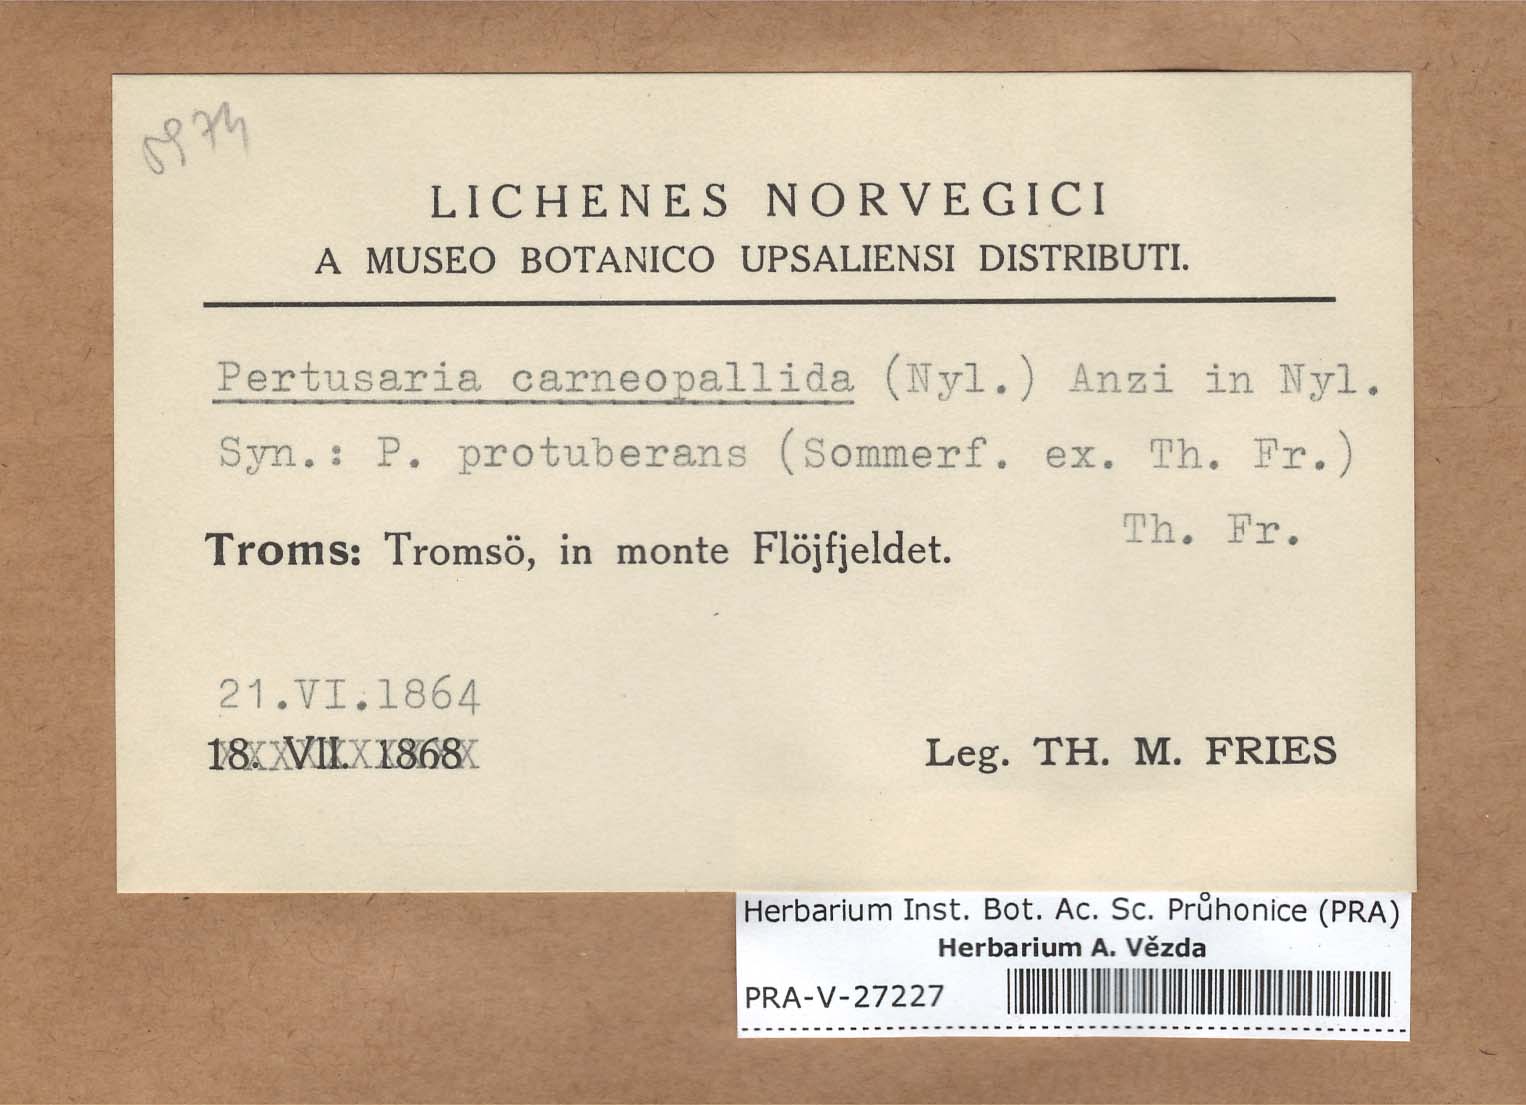 0974
LICHENES NORVEGICI
A MUSEO BOTANICO UPSALIENSI DISTRIBUTI.
Pertusaria carneopallida (Nyl.) Anzi in Nyl.
Syn.: P. protuberans (Sommerf. ex. Th. Fr.)
Th. Fr.
Troms: Tromsö, in monte Flöjfjeldet.
21.VI.1864
18. VII. 1868
Leg. TH. M. FRIES
Herbarium Inst. Bot. Ac. Sc. Průhonice (PRA)
Herbarium A. Vězda
PRA-V-27227